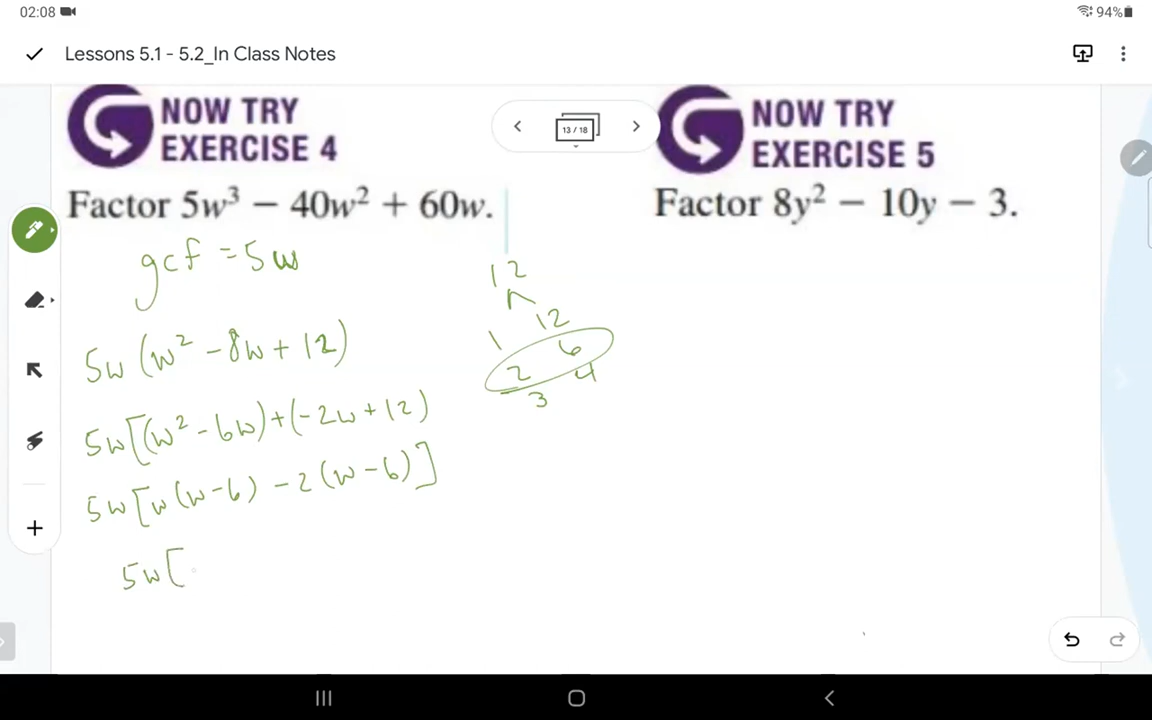 02:08
94%
Lessons 5.1 - 5.2_In Class Notes
13 / 18
NOW TRY
EXERCISE 4
Factor 5w³ − 40w² + 60w.
gcf = 5w
5w (w² - 8w + 12)
5w[(w² - 6w) + (-2w + 12)
5w[w(w-6) - 2(w-6)]
5w[
12
1 12
2 6
3 4
NOW TRY
EXERCISE 5
Factor 8y² − 10y − 3.